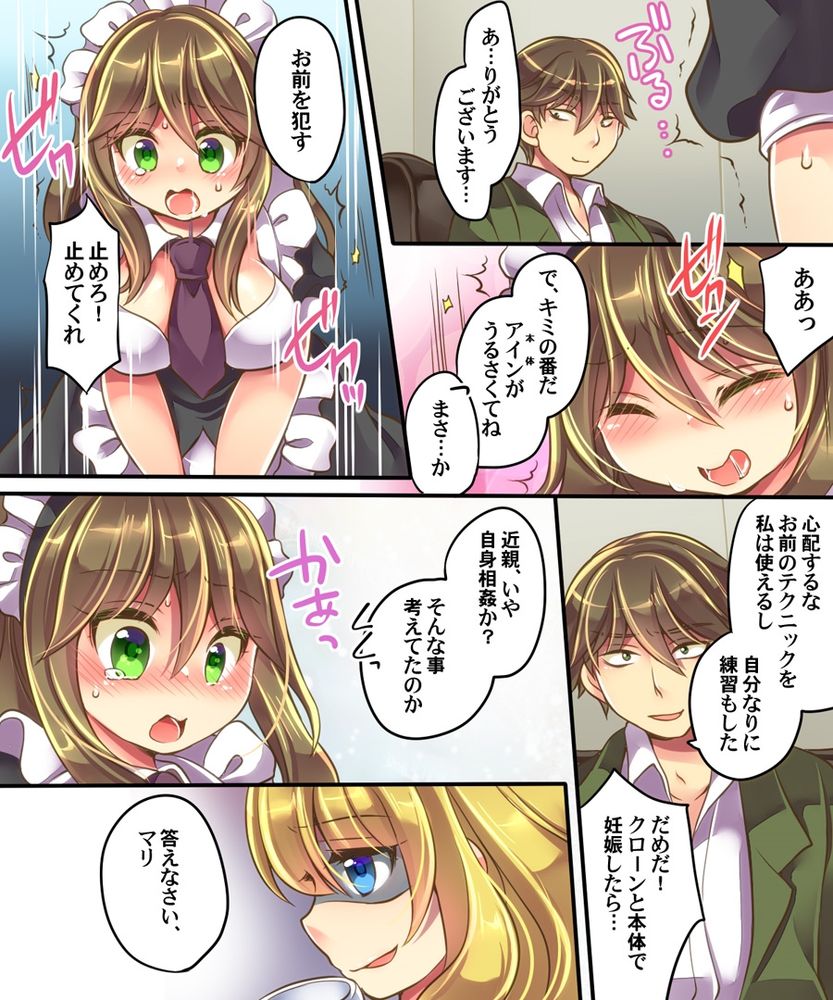 あ…りがとう
ございます…
ぶる…
お前を犯す
止めろ！
止めてくれ
ああっ
ゼッ
で、キミの番だ
アインが
本体
うるさくてね
まさ…か
心配するな
お前のテクニックを
私は使えるし
自分なりに
練習もした
近親、いや
自身相姦か？
そんな事
考えてたのか
かぁっ
だめだ！
クローンと本体で
妊娠したら…
答えなさい、
マリ